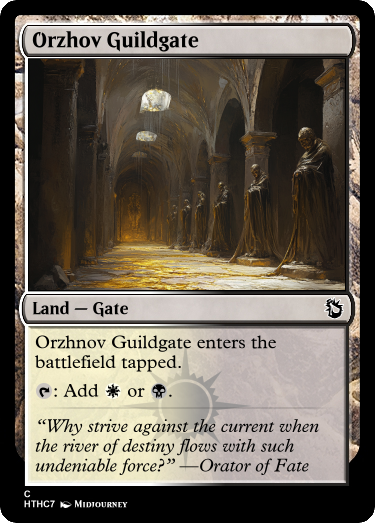 Orzhov Guildgate
Land — Gate
Orzhnov Guildgate enters the
battlefield tapped.
: Add or .
“Why strive against the current when
the river of destiny flows with such
undeniable force?” —Orator of Fate
C
HTHC7 Midjourney